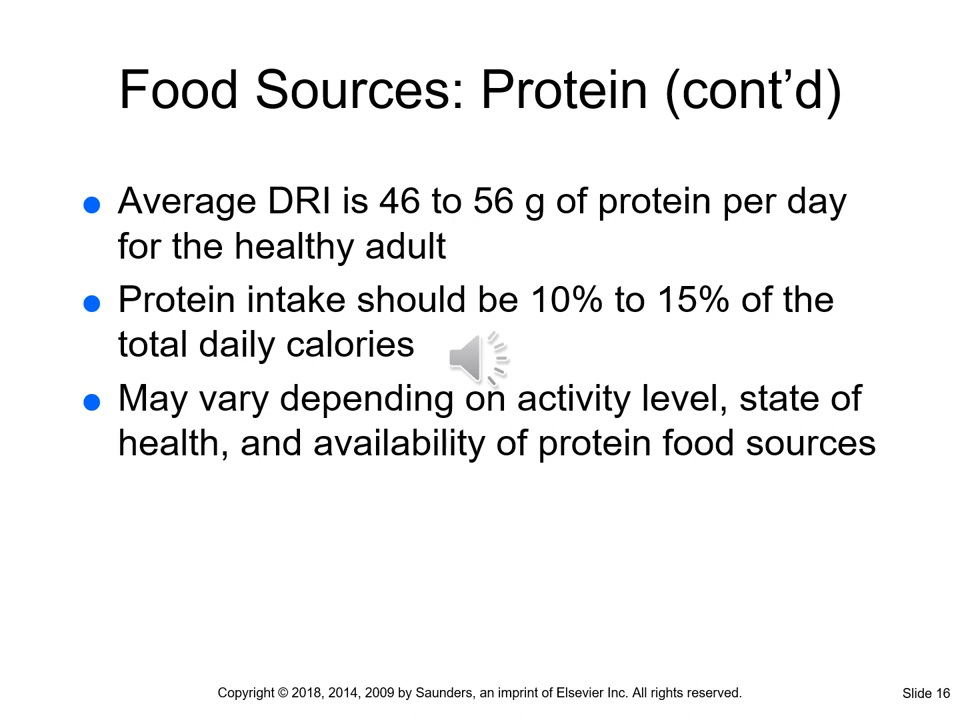 Food Sources: Protein (cont’d)
● Average DRI is 46 to 56 g of protein per day
for the healthy adult
● Protein intake should be 10% to 15% of the
total daily calories
● May vary depending on activity level, state of
health, and availability of protein food sources
Copyright © 2018, 2014, 2009 by Saunders, an imprint of Elsevier Inc. All rights reserved.
Slide 16